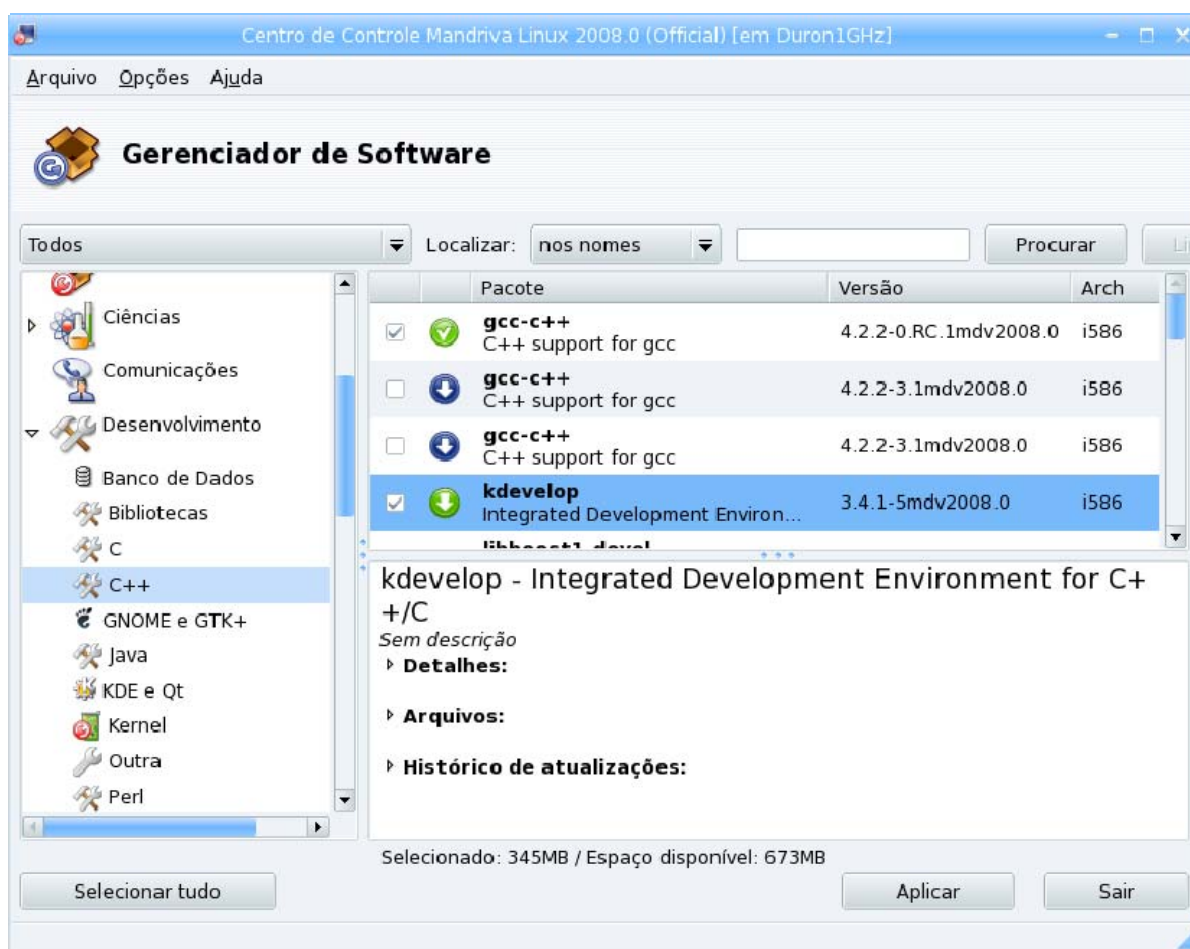 Centro de Controle Mandriva Linux 2008.0 (Official) [em Duron1GHz]
Arquivo Opções Ajuda
Gerenciador de Software
Todos Localizar: nos nomes Procurar
Pacote Versão Arch
Ciências
Comunicações
Desenvolvimento
Banco de Dados
Bibliotecas
C
C++
GNOME e GTK+
Java
KDE e Qt
Kernel
Outra
Perl
gcc-c++ 4.2.2-0.RC.1mdv2008.0 i586
C++ support for gcc
gcc-c++ 4.2.2-3.1mdv2008.0 i586
C++ support for gcc
gcc-c++ 4.2.2-3.1mdv2008.0 i586
C++ support for gcc
kdevelop 3.4.1-5mdv2008.0 i586
Integrated Development Environ...
kdevelop - Integrated Development Environment for C+
+/C
Sem descrição
Detalhes:
Arquivos:
Histórico de atualizações:
Selecionado: 345MB / Espaço disponível: 673MB
Selecionar tudo Aplicar Sair